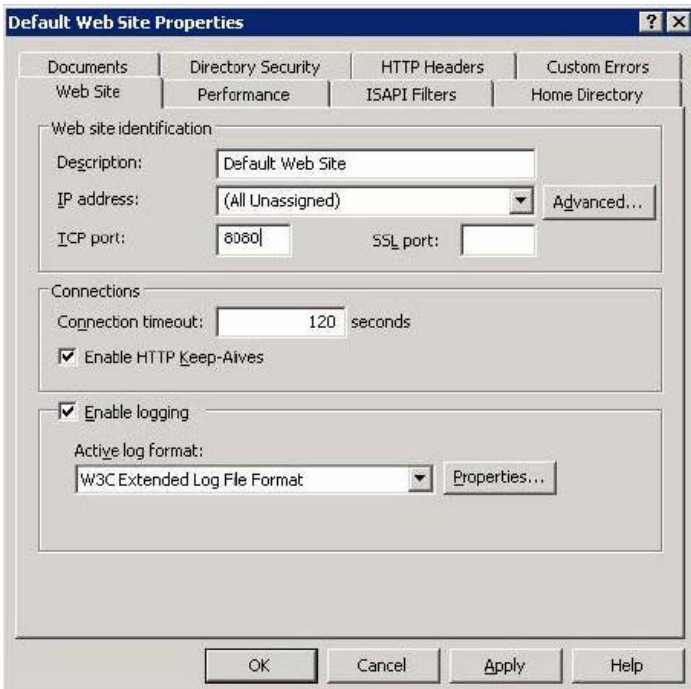 Default Web Site Properties
Documents Directory Security HTTP Headers Custom Errors
Web Site Performance ISAPI Filters Home Directory
Web site identification
Description: Default Web Site
IP address: (All Unassigned) Advanced...
TCP port: 8080 SSL port:
Connections
Connection timeout: 120 seconds
Enable HTTP Keep-Alives
Enable logging
Active log format:
W3C Extended Log File Format Properties...
OK Cancel Apply Help